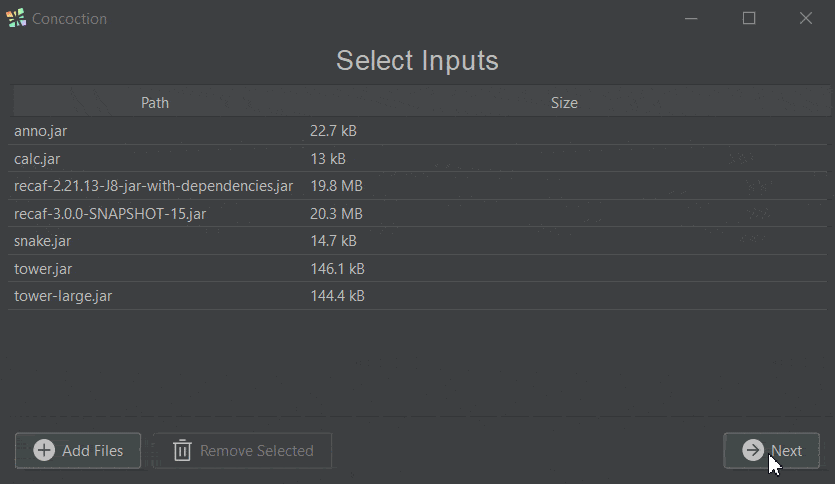 Concoction
Select Inputs
Path Size
anno.jar 22.7 kB
calc.jar 13 kB
recaf-2.21.13-J8-jar-with-dependencies.jar 19.8 MB
recaf-3.0.0-SNAPSHOT-15.jar 20.3 MB
snake.jar 14.7 kB
tower.jar 146.1 kB
tower-large.jar 144.4 kB
Add Files Remove Selected Next